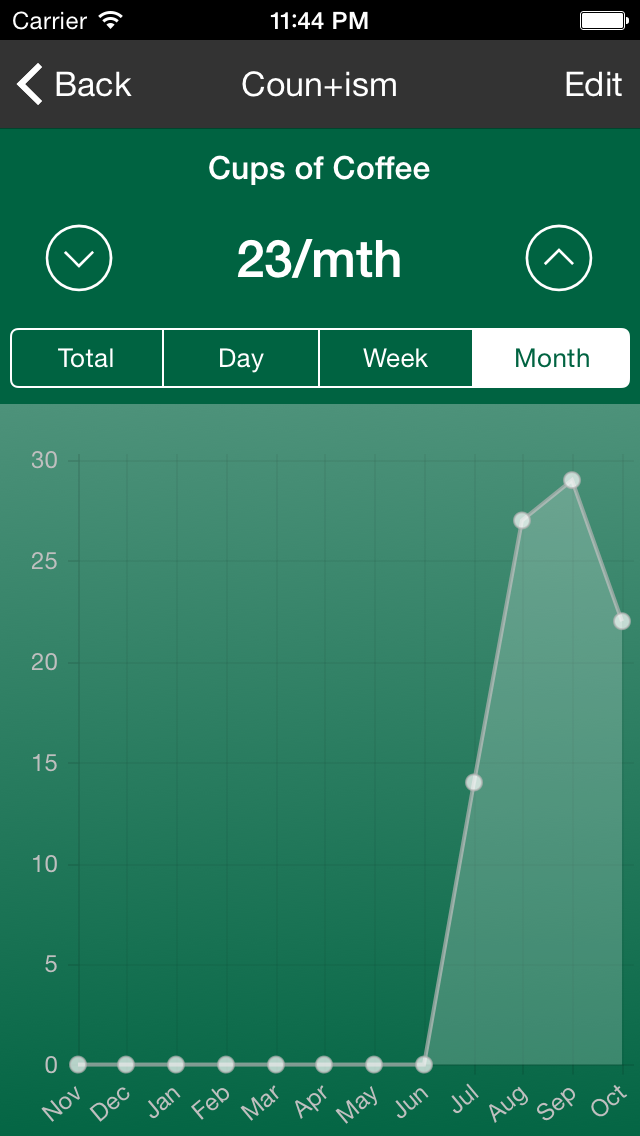 Carrier 11:44 PM
Back Coun+ism Edit
Cups of Coffee
23/mth
Total Day Week Month
30
25
20
15
10
5
0
Nov Dec Jan Feb Mar Apr May Jun Jul Aug Sep Oct